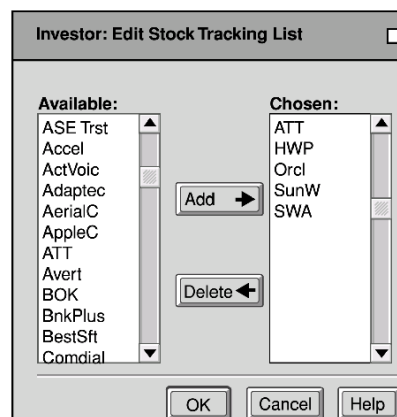 Investor: Edit Stock Tracking List
Available:
ASE Trst
Accel
ActVoic
Adaptec
AerialC
AppleC
ATT
Avert
BOK
BnkPlus
BestSft
Comdial
Add
Delete
Chosen:
ATT
HWP
Orcl
SunW
SWA
OK
Cancel
Help